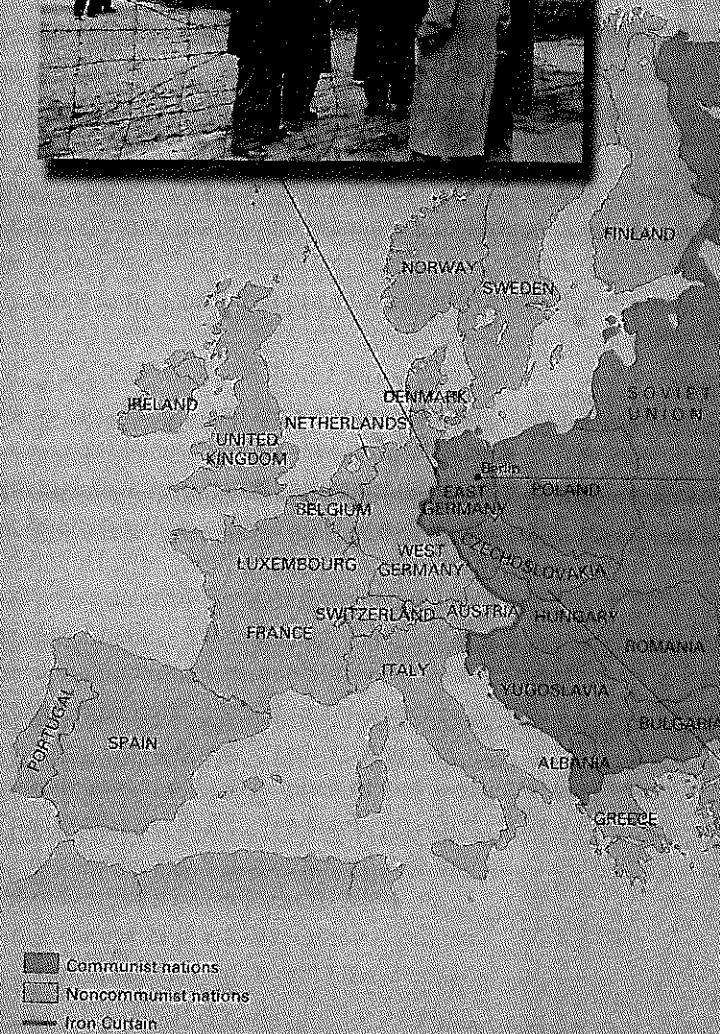 FINLAND
NORWAY
SWEDEN
SOVIET
UNION
DENMARK
IRELAND
NETHERLANDS
UNITED
KINGDOM
Berlin
EAST
GERMANY
POLAND
BELGIUM
WEST
GERMANY
CZECHOSLOVAKIA
LUXEMBOURG
SWITZERLAND
AUSTRIA
HUNGARY
FRANCE
ROMANIA
ITALY
YUGOSLAVIA
PORTUGAL
SPAIN
BULGARI
ALBANIA
GREECE
Communist nations
Noncommunist nations
Iron Curtain